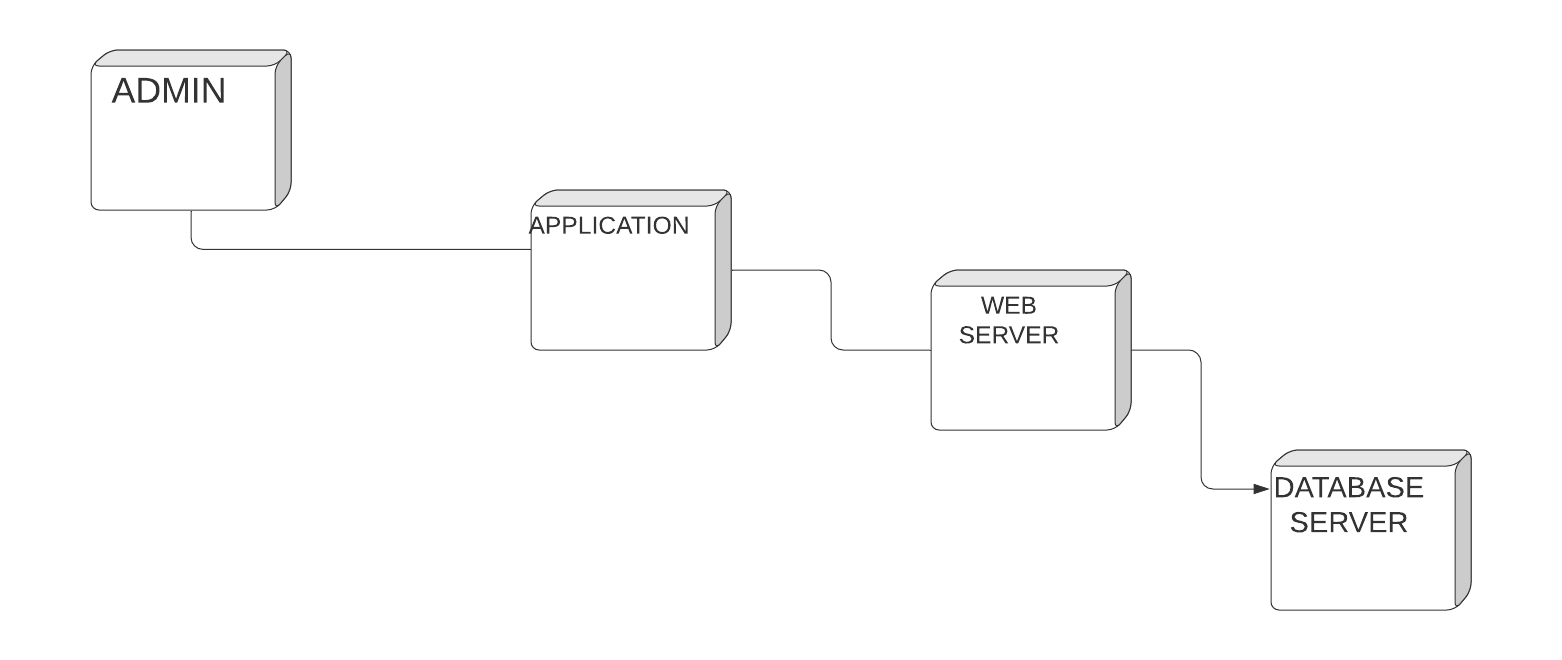 ADMIN
APPLICATION
WEB
SERVER
DATABASE
SERVER